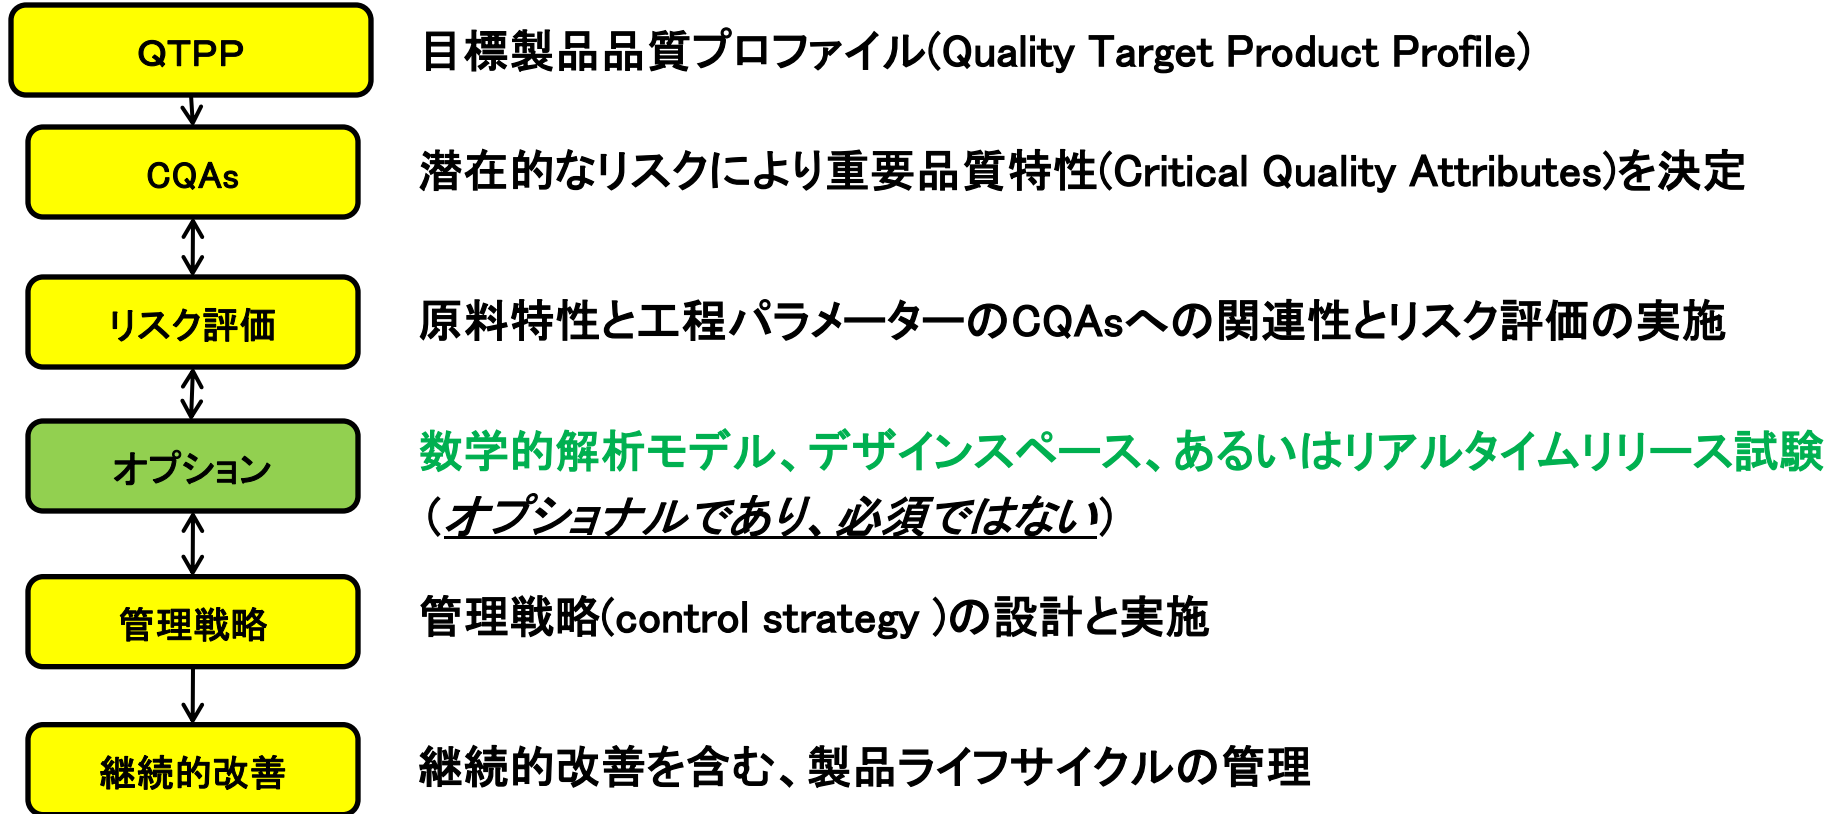 QTPP
目標製品品質プロファイル(Quality Target Product Profile)
CQAs
潜在的なリスクにより重要品質特性(Critical Quality Attributes)を決定
リスク評価
原料特性と工程パラメーターのCQAsへの関連性とリスク評価の実施
オプション
数学的解析モデル、デザインスペース、あるいはリアルタイムリリース試験
（オプショナルであり、必須ではない）
管理戦略
管理戦略(control strategy )の設計と実施
継続的改善
継続的改善を含む、製品ライフサイクルの管理